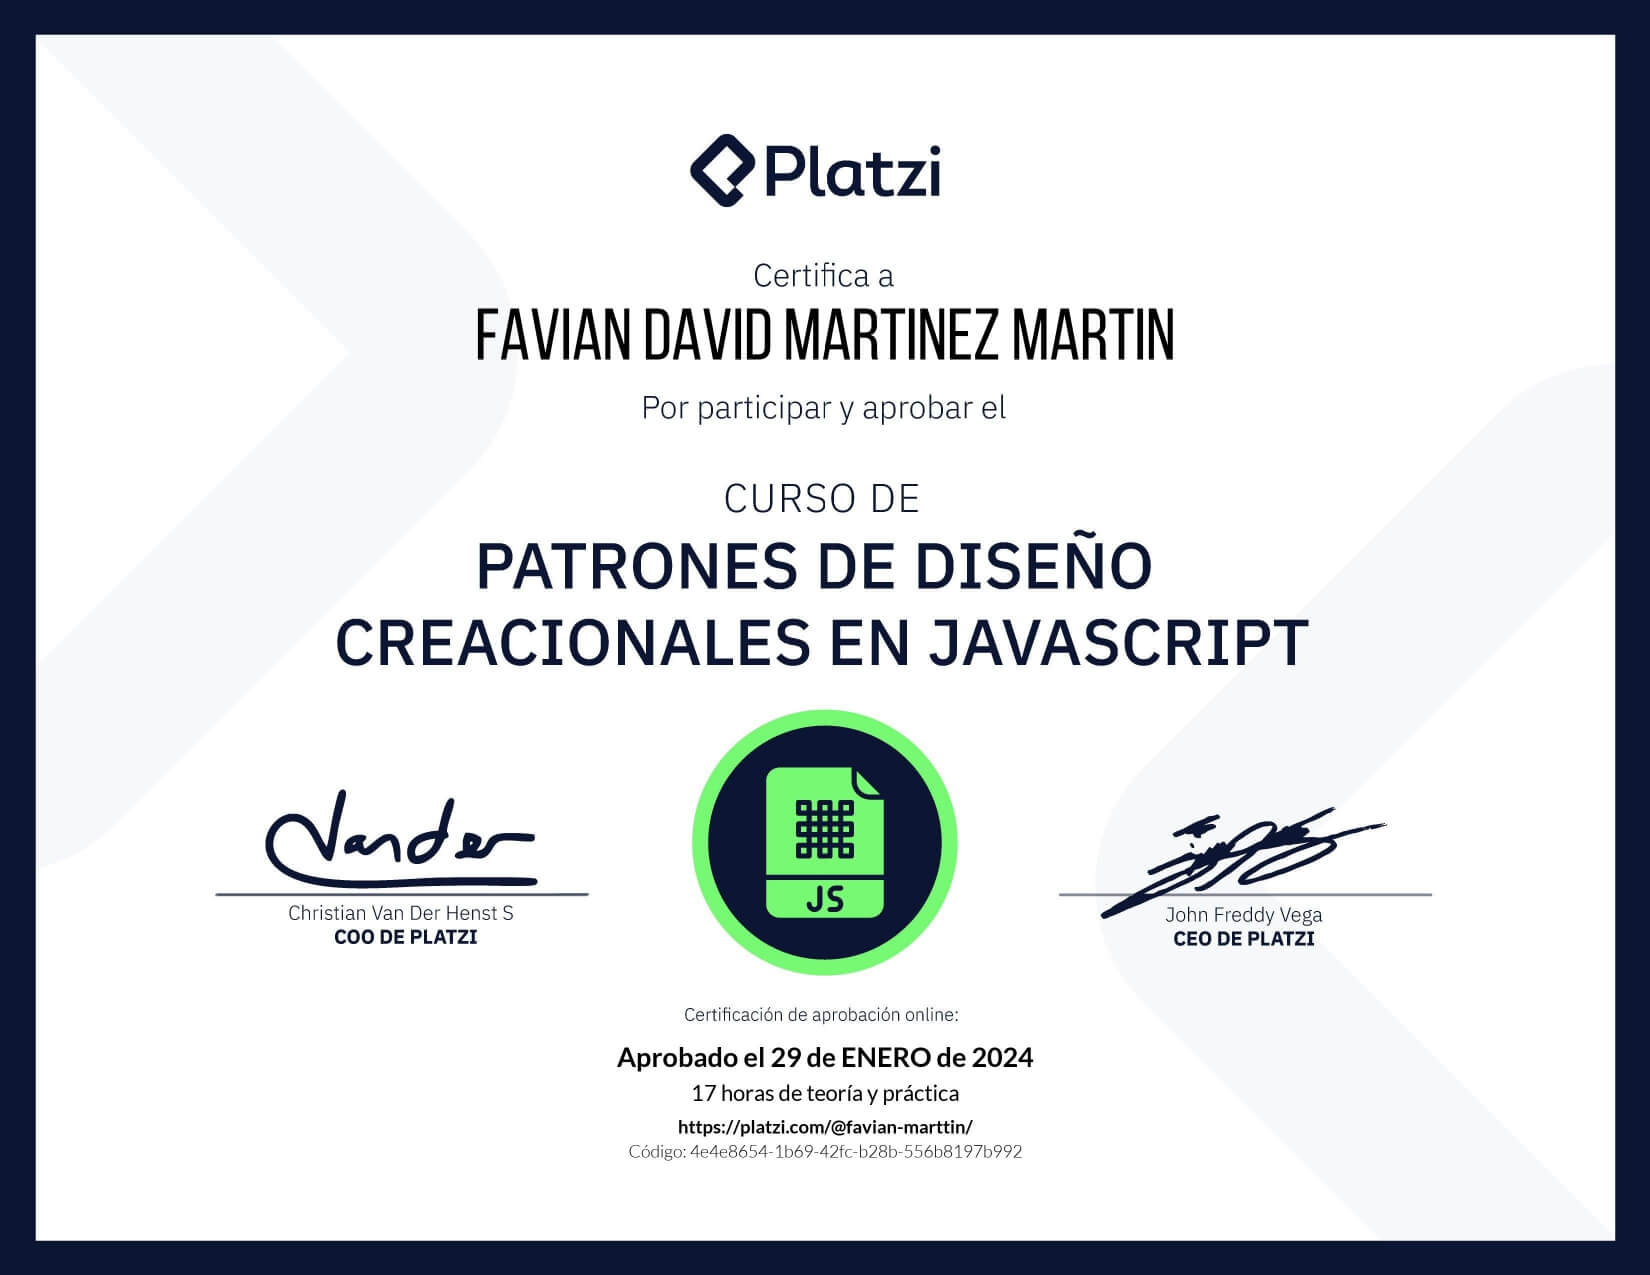 Platzi
Certifica a
FAVIAN DAVID MARTINEZ MARTIN
Por participar y aprobar el
CURSO DE
PATRONES DE DISEÑO
CREACIONALES EN JAVASCRIPT
JS
Vander
Christian Van Der Henst S
COO DE PLATZI
John Freddy Vega
CEO DE PLATZI
Certificación de aprobación online:
Aprobado el 29 de ENERO de 2024
17 horas de teoría y práctica
https://platzi.com/@favian-marttin/
Código: 4e4e8654-1b69-42fc-b28b-556b8197b992